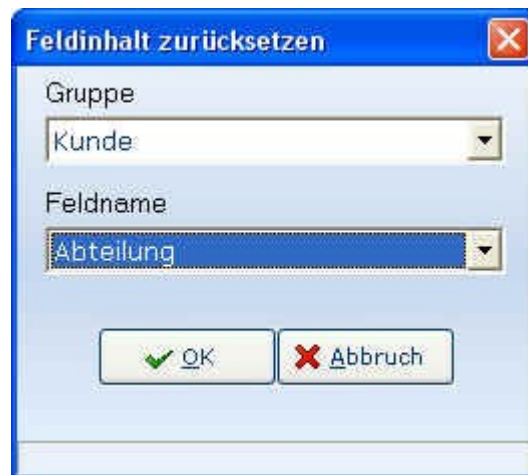 Feldinhalt zurücksetzen
Gruppe
Kunde
Feldname
Abteilung
OK Abbruch